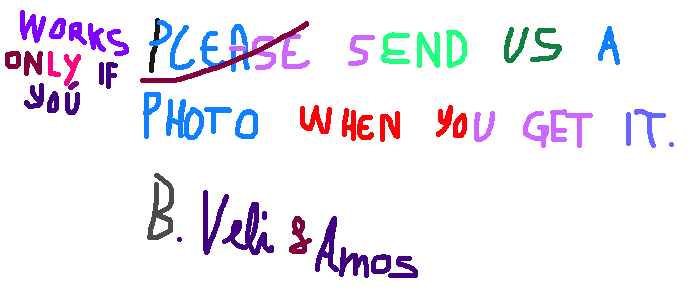 WORKS
ONLY IF
YOU
PLEASE SEND US A
PHOTO WHEN YOU GET IT.
B. Veli & Amos